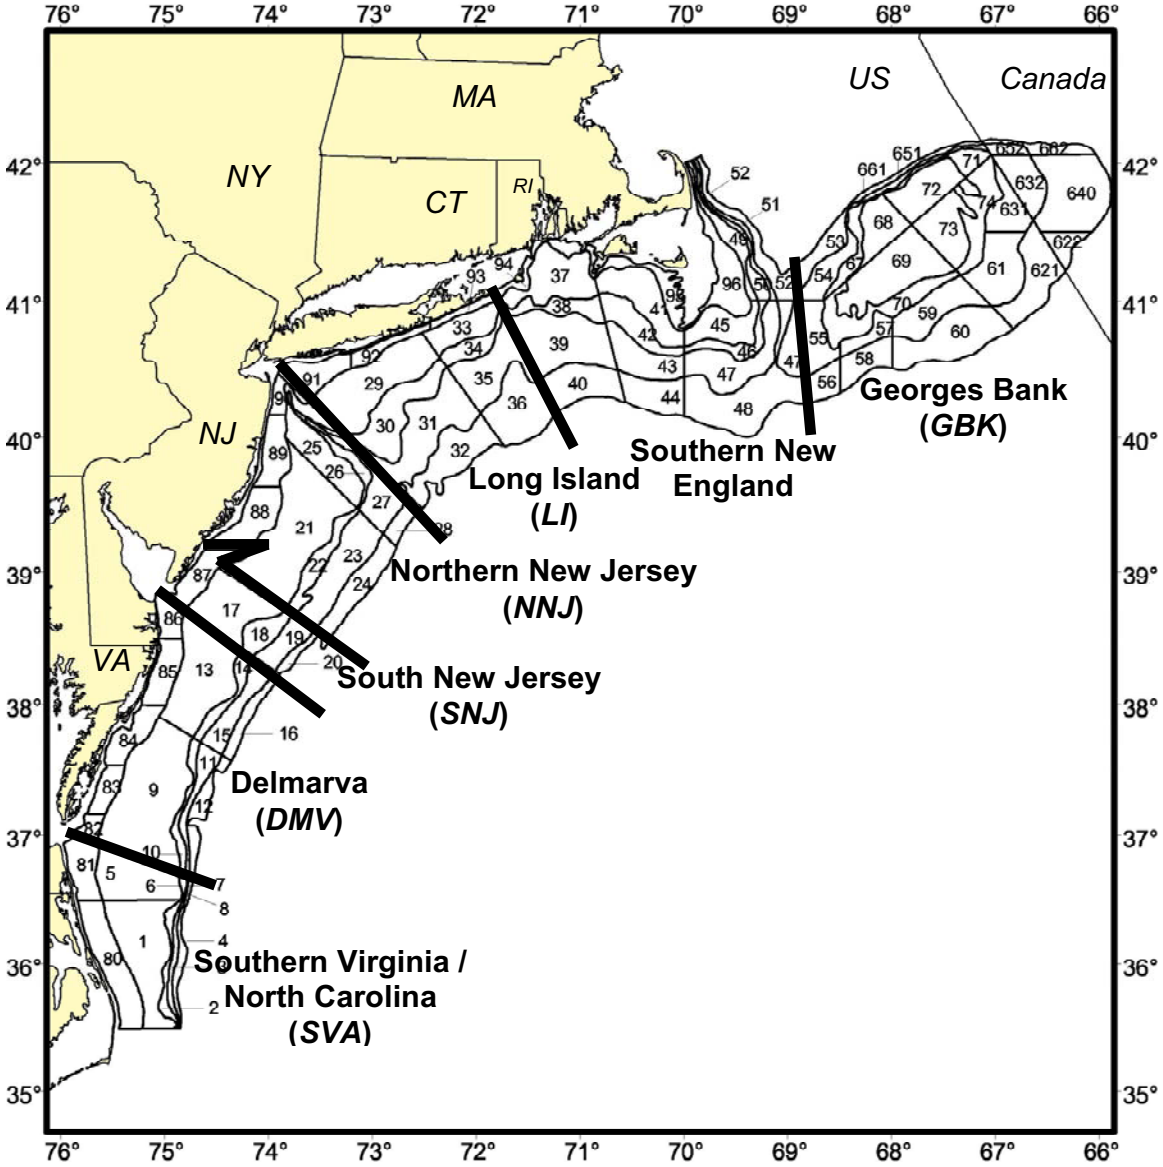 76° 75° 74° 73° 72° 71° 70° 69° 68° 67° 66°
US Canada
MA
42° 651 652 662 42°
661 71
52 72 632 640
NY RI 74 631
CT 51 68
49 53 73 622
94 67 69
93 37 96 50 52 54 61 621
41° 98 70 41°
38 41 59
33 45 57 60
92 34 39 42 46 55
91 29 35 43 47 47 58
90 40 44 56
36 48 Georges Bank
30 31 (GBK)
NJ 40°
40° 25 32 Southern New
89 26 Long Island England
27 (LI)
88 21 28
23 Northern New Jersey
39° 87 22 24 (NNJ) 39°
17
86 18 19
VA 85 13 14 20 South New Jersey
(SNJ)
38° 38°
84 15 16
11
83 9 Delmarva
12 (DMV)
82
37° 37°
81 5 10
6 7
8
1 4
80 Southern Virginia /
36° 3 36°
North Carolina
2
(SVA)
35° 35°
76° 75° 74° 73° 72° 71° 70° 69° 68° 67° 66°